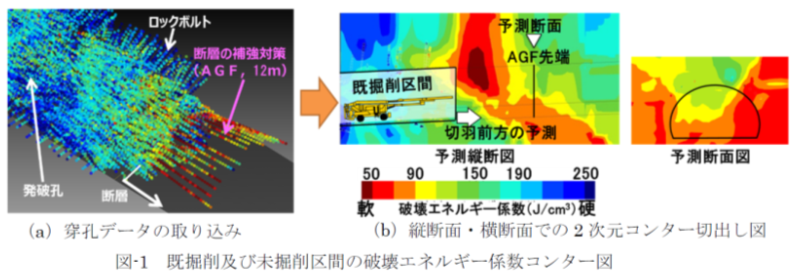 ロックボルト
断層の補強対策
（ＡＧＦ, 12m）
発破孔
断層
(a) 穿孔データの取り込み
予測断面
AGF先端
既掘削区間
切羽前方の予測
予測縦断図
予測断面図
50 90 150 190 250
軟 破壊エネルギー係数(J/cm³) 硬
(b) 縦断面・横断面での 2 次元コンター切出し図
図-1 既掘削及び未掘削区間の破壊エネルギー係数コンター図